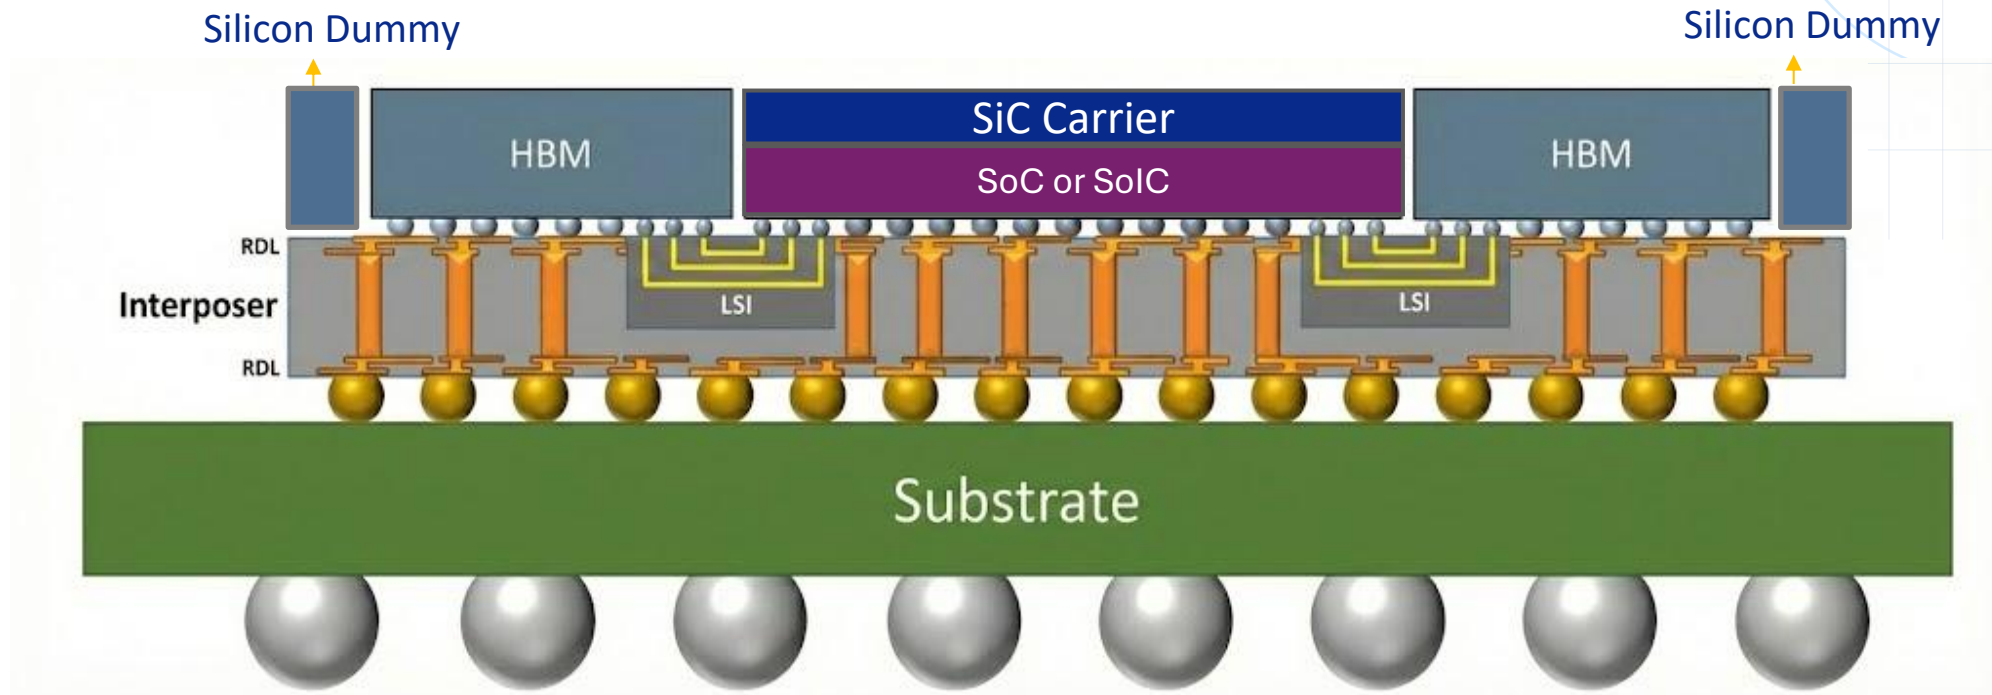 Silicon Dummy
Silicon Dummy
HBM
SiC Carrier
SoC or SoIC
HBM
RDL
Interposer
LSI
LSI
RDL
Substrate